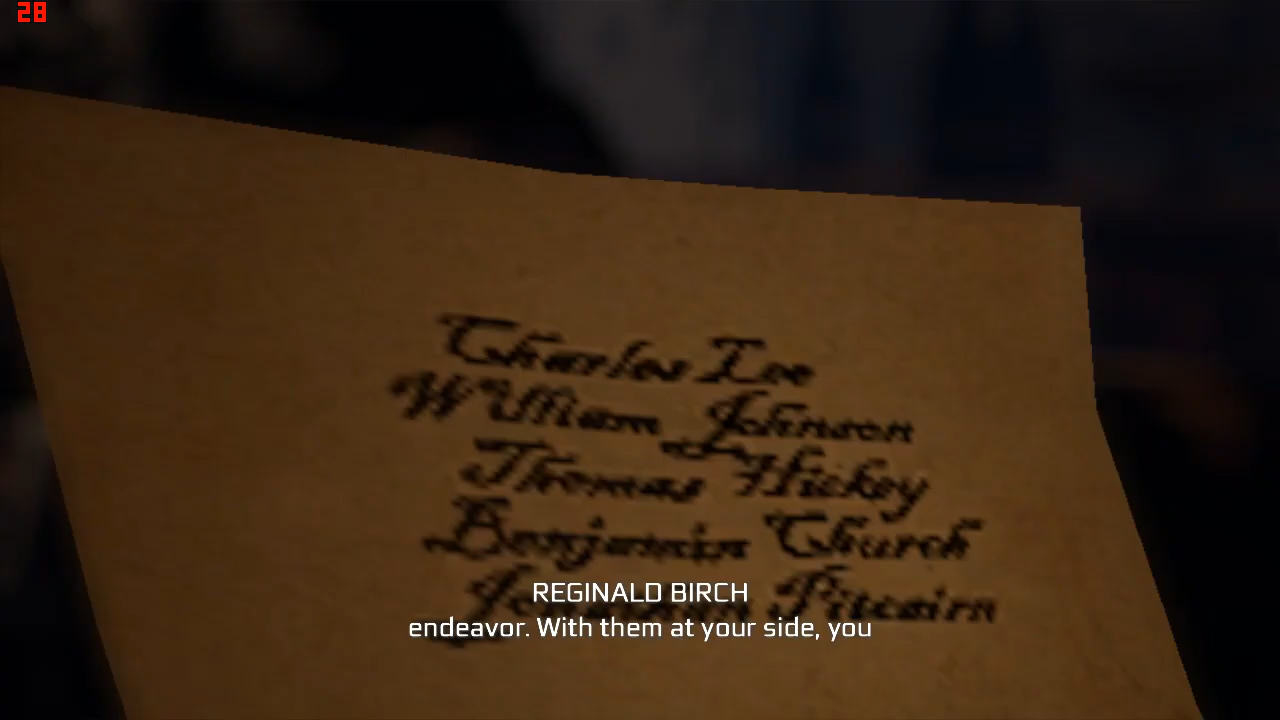 28
Charles Lee
William Johnson
Thomas Hickey
Benjamin Church
Pitcairn
REGINALD BIRCH
endeavor. With them at your side, you